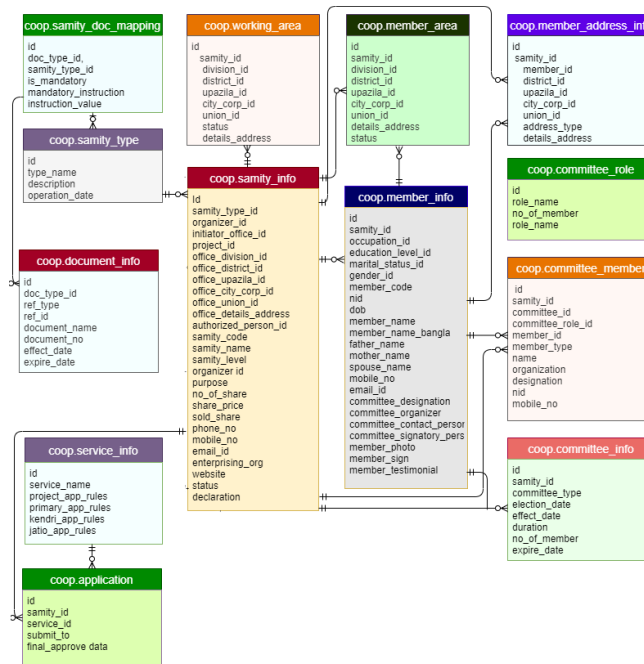 coop.samity_doc_mapping
id
doc_type_id,
samity_type_id
is_mandatory
mandatory_instruction
instruction_value
coop.working_area
id
samity_id
division_id
district_id
upazila_id
city_corp_id
union_id
status
details_address
coop.member_area
id
samity_id
division_id
district_id
upazila_id
city_corp_id
union_id
details_address
status
coop.member_address_inf
id
samity_id
member_id
district_id
upazila_id
city_corp_id
union_id
address_type
details_address
coop.samity_type
id
type_name
description
operation_date
coop.samity_info
Id
samity_type_id
organizer_id
initiator_office_id
project_id
office_division_id
office_district_id
office_upazila_id
office_city_corp_id
office_union_id
office_details_address
authorized_person_id
samity_code
samity_name
samity_level
organizer id
purpose
no_of_share
share_price
sold_share
phone_no
mobile_no
email_id
enterprising_org
website
status
declaration
coop.member_info
id
samity_id
occupation_id
education_level_id
marital_status_id
gender_id
member_code
nid
dob
member_name
member_name_bangla
father_name
mother_name
spouse_name
mobile_no
email_id
committee_designation
committee_organizer
committee_contact_person
committee_signatory_pers
member_photo
member_sign
member_testimonial
coop.committee_role
id
role_name
no_of_member
role_name
coop.document_info
id
doc_type_id
ref_type
ref_id
document_name
document_no
effect_date
expire_date
coop.committee_member
id
samity_id
committee_id
committee_role_id
member_id
member_type
name
organization
designation
nid
mobile_no
coop.service_info
id
service_name
project_app_rules
primary_app_rules
kendri_app_rules
jatio_app_rules
coop.committee_info
id
samity_id
committee_type
election_date
effect_date
duration
no_of_member
expire_date
coop.application
id
samity_id
service_id
submit_to
final_approve data